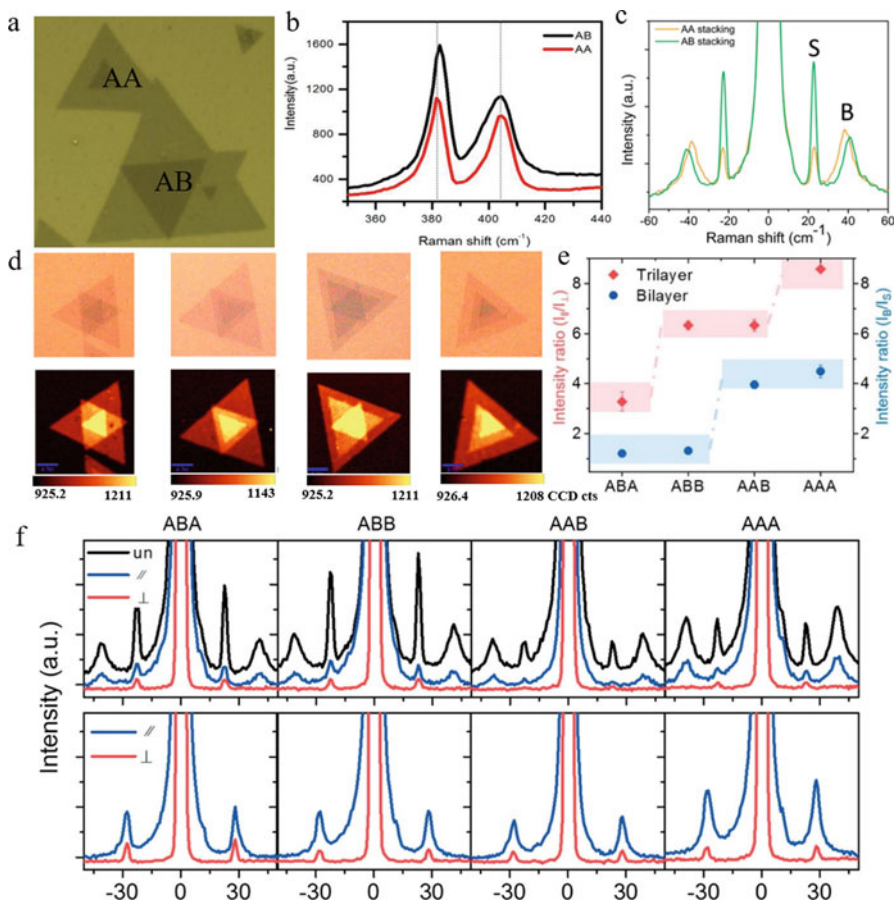 a
AA
AB
b
AB
AA
1600
1200
800
400
Intensity(a.u.)
360 380 400 420 440
Raman shift (cm⁻¹)
c
AA stacking
AB stacking
S
B
Intensity (a.u.)
-60 -40 -20 0 20 40 60
Raman shift (cm⁻¹)
d
925.2 1211
925.9 1143
925.2 1211
926.4 1208 CCD cts
e
Trilayer
Bilayer
8
6
4
2
8
6
4
2
Intensity ratio (I∥/I⊥)
Intensity ratio (I_B/I_S)
ABA ABB AAB AAA
f
ABA ABB AAB AAA
un
//
⊥
//
⊥
Intensity (a.u.)
-30 0 30 -30 0 30 -30 0 30 -30 0 30